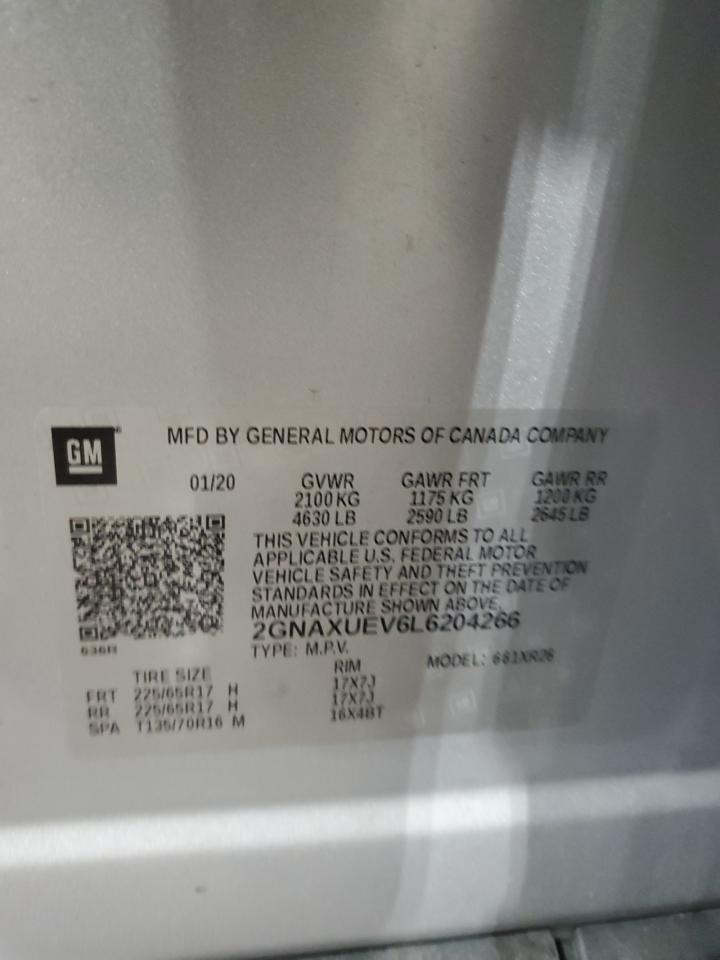 GM
MFD BY GENERAL MOTORS OF CANADA COMPANY
01/20 GVWR GAWR FRT GAWR RR
2100 KG 1175 KG 1200 KG
4630 LB 2590 LB 2645 LB
THIS VEHICLE CONFORMS TO ALL
APPLICABLE U.S. FEDERAL MOTOR
VEHICLE SAFETY AND THEFT PREVENTION
STANDARDS IN EFFECT ON THE DATE OF
MANUFACTURE SHOWN ABOVE.
2GNAXUEV6L6204266
TYPE: M.P.V. MODEL:
TIRE SIZE RIM
FRT 225/65R17 H 17X7J
RR 225/65R17 H 17X7J
SPA T135/70R16 M 16X4BT